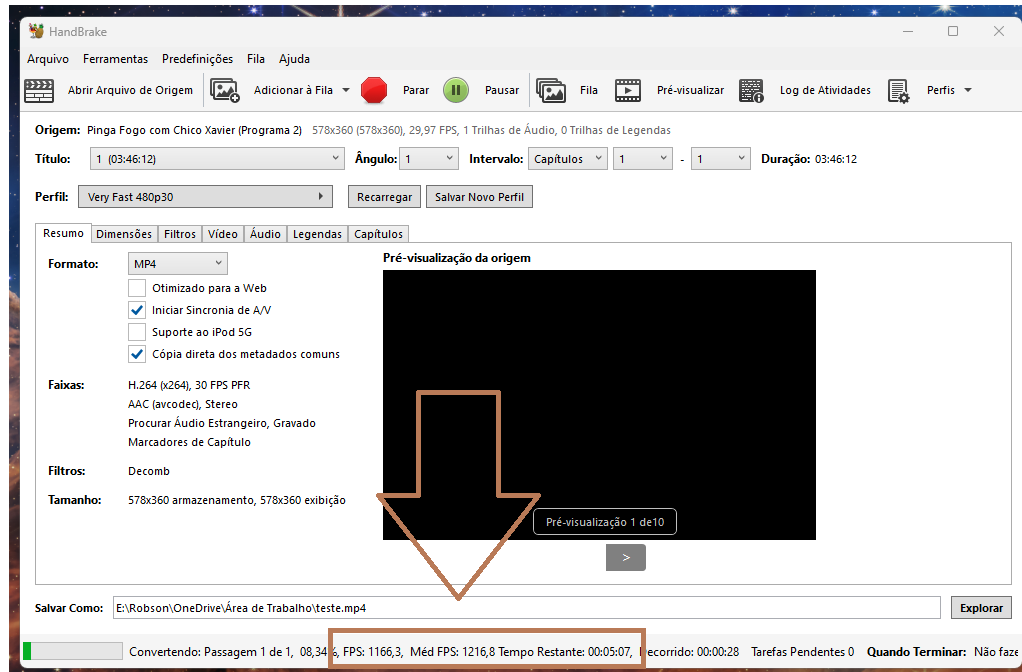 HandBrake
Arquivo Ferramentas Predefinições Fila Ajuda
Abrir Arquivo de Origem Adicionar à Fila Parar Pausar Fila Pré-visualizar Log de Atividades Perfis
Origem: Pinga Fogo com Chico Xavier (Programa 2) 578x360 (578x360), 29,97 FPS, 1 Trilhas de Áudio, 0 Trilhas de Legendas
Título: 1 (03:46:12) Ângulo: 1 Intervalo: Capítulos 1 - 1 Duração: 03:46:12
Perfil: Very Fast 480p30 Recarregar Salvar Novo Perfil
Resumo Dimensões Filtros Vídeo Áudio Legendas Capítulos
Formato: MP4 Pré-visualização da origem
Otimizado para a Web
Iniciar Sincronia de A/V
Suporte ao iPod 5G
Cópia direta dos metadados comuns
Faixas: H.264 (x264), 30 FPS PFR
AAC (avcodec), Stereo
Procurar Áudio Estrangeiro, Gravado
Marcadores de Capítulo
Filtros: Decomb
Tamanho: 578x360 armazenamento, 578x360 exibição
Pré-visualização 1 de10
>
Salvar Como: E:\Robson\OneDrive\Área de Trabalho\teste.mp4 Explorar
Convertendo: Passagem 1 de 1, 08,34%, FPS: 1166,3, Méd FPS: 1216,8 Tempo Restante: 00:05:07, Decorrido: 00:00:28 Tarefas Pendentes 0 Quando Terminar: Não faze